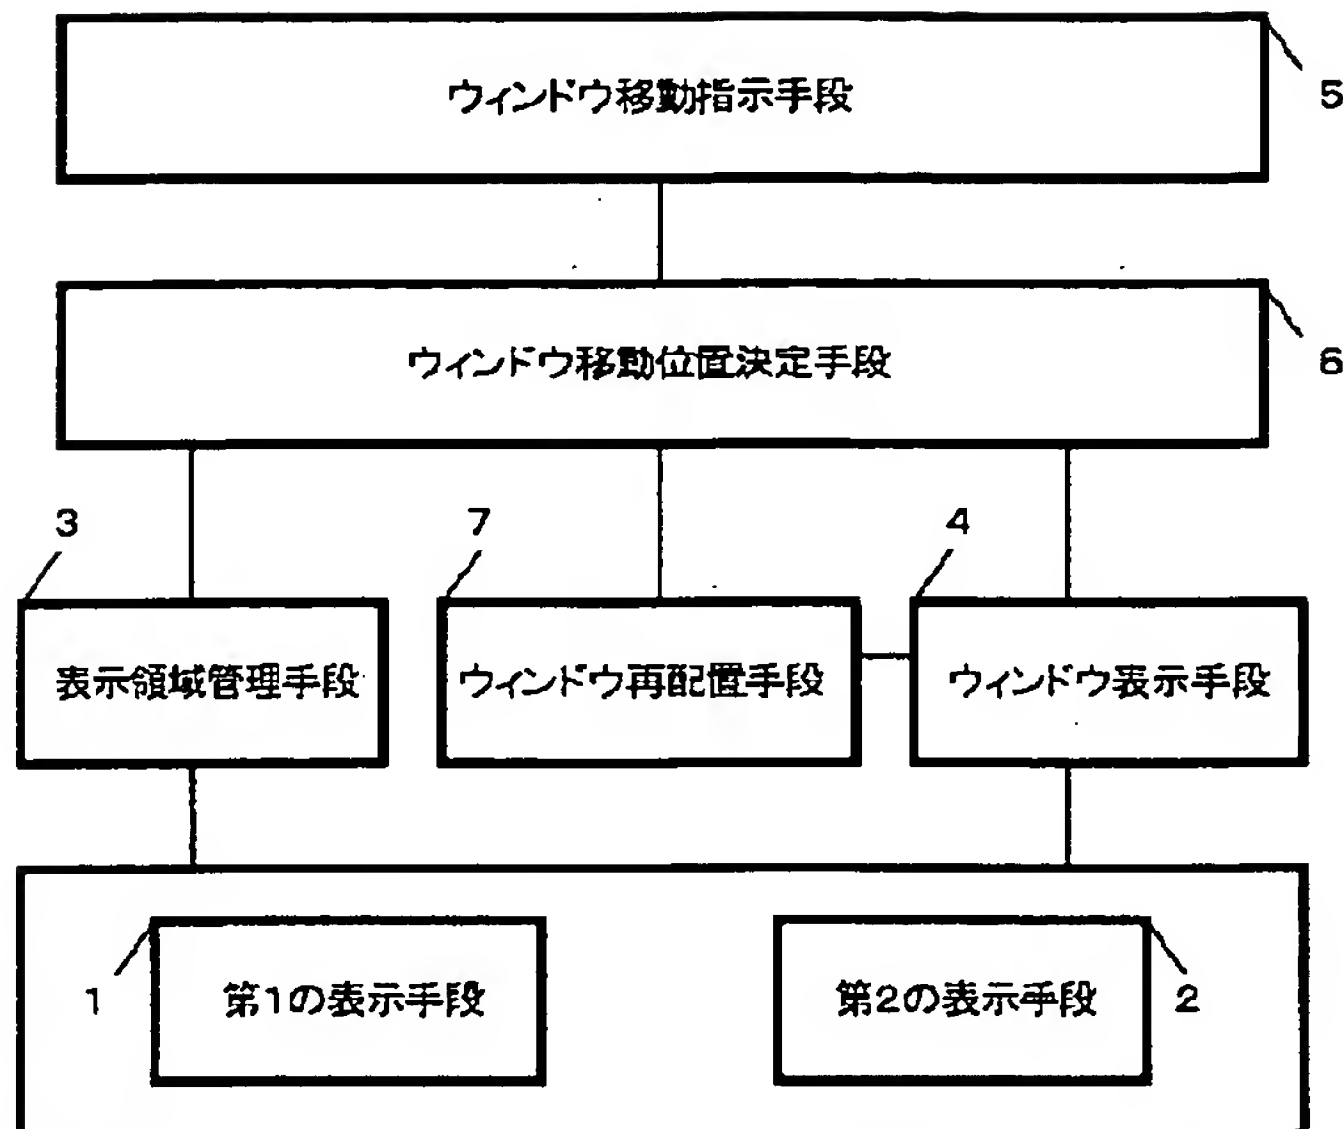 ウィンドウ移動指示手段
5
ウィンドウ移動位置決定手段
6
3
7
4
表示領域管理手段
ウィンドウ再配置手段
ウィンドウ表示手段
1
第1の表示手段
第2の表示手段
2